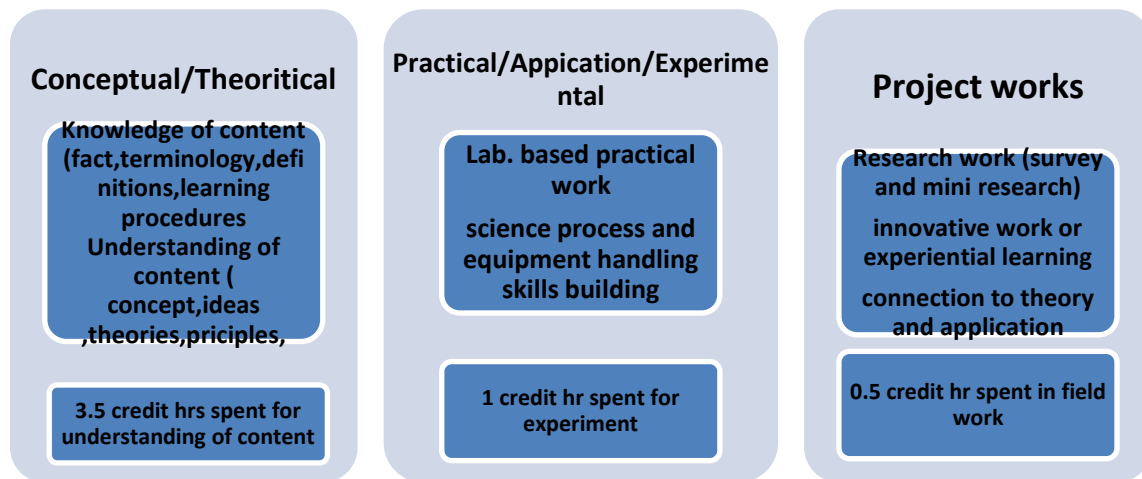 Conceptual/Theoritical
Knowledge of content
(fact,terminology,defi
nitions,learning
procedures
Understanding of
content (
concept,ideas
,theories,priciples,
3.5 credit hrs spent for
understanding of content
Practical/Appication/Experime
ntal
Lab. based practical
work
science process and
equipment handling
skills building
1 credit hr spent for
experiment
Project works
Research work (survey
and mini research)
innovative work or
experiential learning
connection to theory
and application
0.5 credit hr spent in field
work